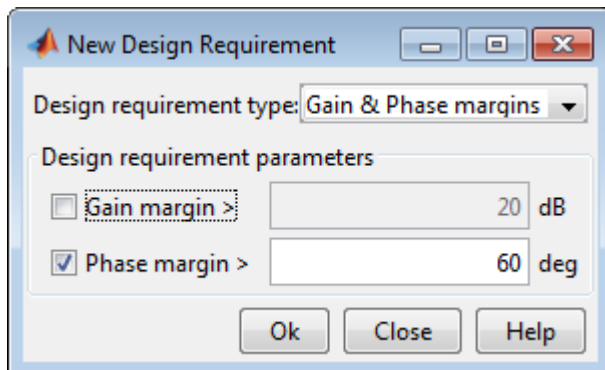 New Design Requirement
Design requirement type: Gain & Phase margins
Design requirement parameters
Gain margin > 20 dB
Phase margin > 60 deg
Ok Close Help